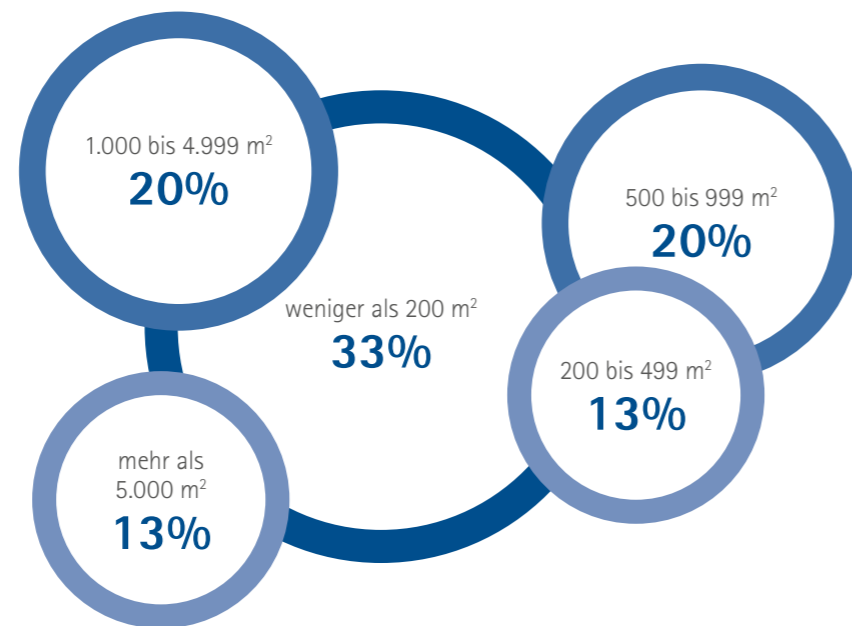 1.000 bis 4.999 m²
20%
500 bis 999 m²
20%
weniger als 200 m²
33%
200 bis 499 m²
13%
mehr als
5.000 m²
13%